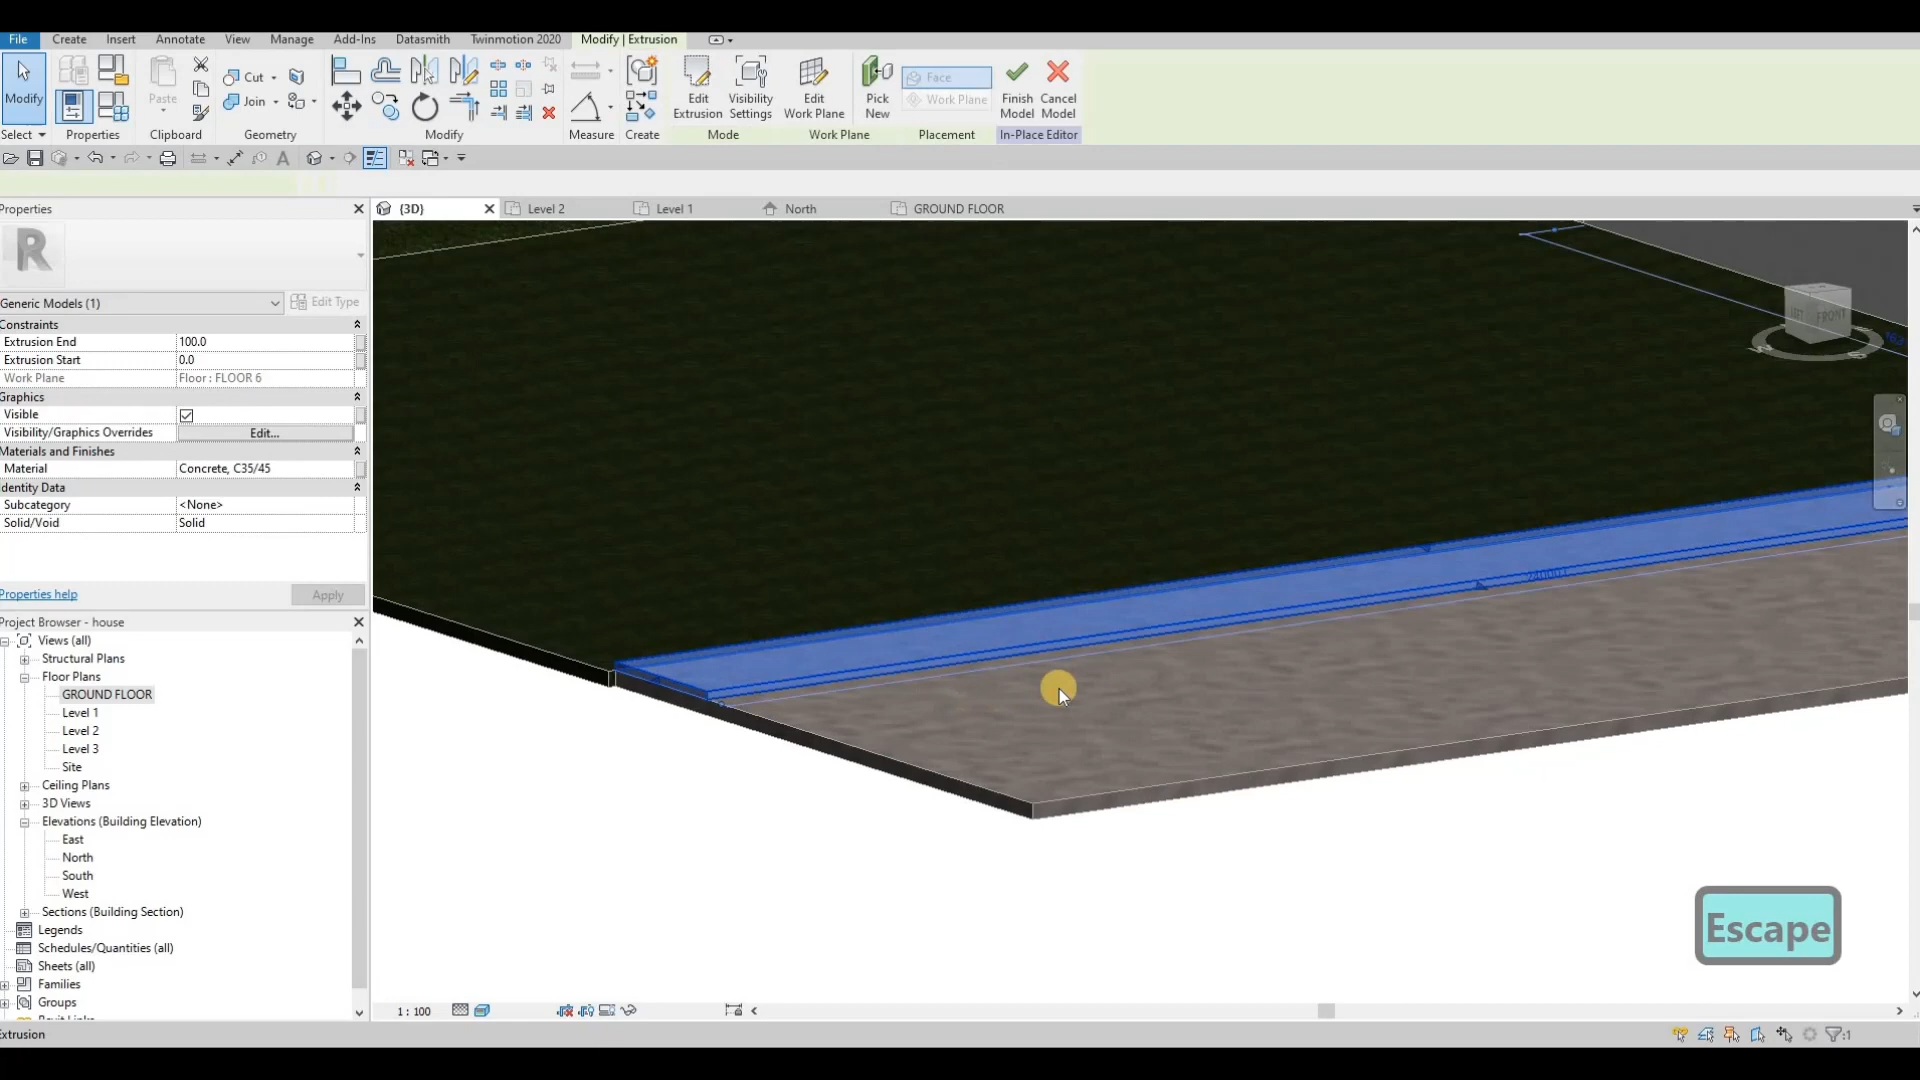 File Create Insert Annotate View Manage Add-Ins Datasmith Twinmotion 2020 Modify | Extrusion
Modify
Paste
Cut
Join
Edit Extrusion
Visibility Settings
Edit Work Plane
Pick New
Face
Work Plane
Finish Model
Cancel Model
Select Properties Clipboard Geometry Modify Measure Create Mode Work Plane Placement In-Place Editor
Properties
{3D} Level 2 Level 1 North GROUND FLOOR
R
Generic Models (1) Edit Type
Constraints
Extrusion End 100.0
Extrusion Start 0.0
Work Plane Floor : FLOOR 6
Graphics
Visible
Visibility/Graphics Overrides Edit...
Materials and Finishes
Material Concrete, C35/45
Identity Data
Subcategory <None>
Solid/Void Solid
Properties help Apply
Project Browser - house
Views (all)
Structural Plans
Floor Plans
GROUND FLOOR
Level 1
Level 2
Level 3
Site
Ceiling Plans
3D Views
Elevations (Building Elevation)
East
North
South
West
Sections (Building Section)
Legends
Schedules/Quantities (all)
Sheets (all)
Families
Groups
FRONT
Escape
1 : 100
Extrusion
:1